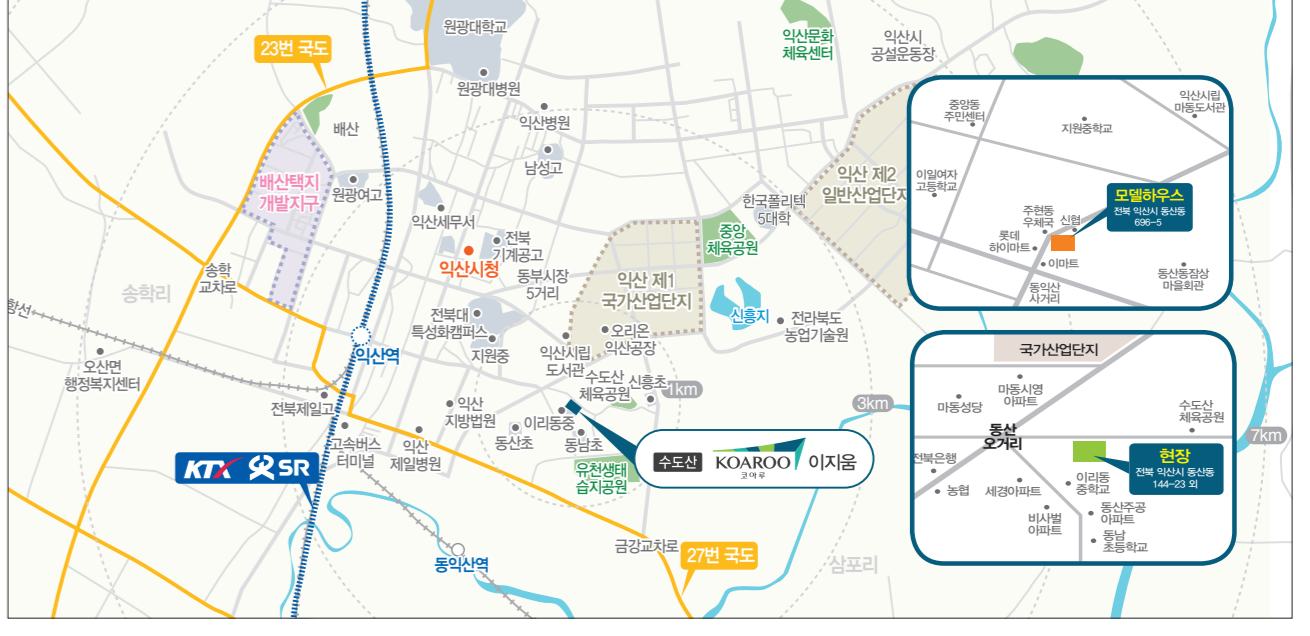 원광대학교
23번 국도
익산문화
체육센터
익산시
공설운동장
원광대병원
익산병원
배산
남성고
배산택지
개발지구
원광여고
익산 제2
일반산업단지
한국폴리텍
5대학
익산세무서
전북
기계공고
중앙
체육공원
익산시청
동부시장
5거리
익산 제1
국가산업단지
송학
교차로
송학리
신흥지
전라북도
농업기술원
전북대
특성화캠퍼스
지원중
오리온
익산공장
익산시립
도서관
익산역
오산면
행정복지센터
수도산
체육공원
신흥초
1km
3km
7km
전북제일고
익산
지방법원
이리동중
동산초
동남초
고속버스
터미널
익산
제일병원
KTX SR
유천생태
습지공원
수도산
KOAROO
코아루
이지움
금강교차로
27번 국도
동익산역
삼포리
중앙동
주민센터
지원중학교
익산시립
마동도서관
이일여자
고등학교
모델하우스
전북 익산시 동산동
696-5
주현동
우체국
신협
롯데
하이마트
이마트
동익산
사거리
동산동잠상
마을회관
국가산업단지
마동시영
아파트
마동성당
수도산
체육공원
동산
오거리
현장
전북 익산시 동산동
144-23 외
전북은행
농협
세경아파트
이리동
중학교
비사벌
아파트
동산주공
아파트
동남
초등학교